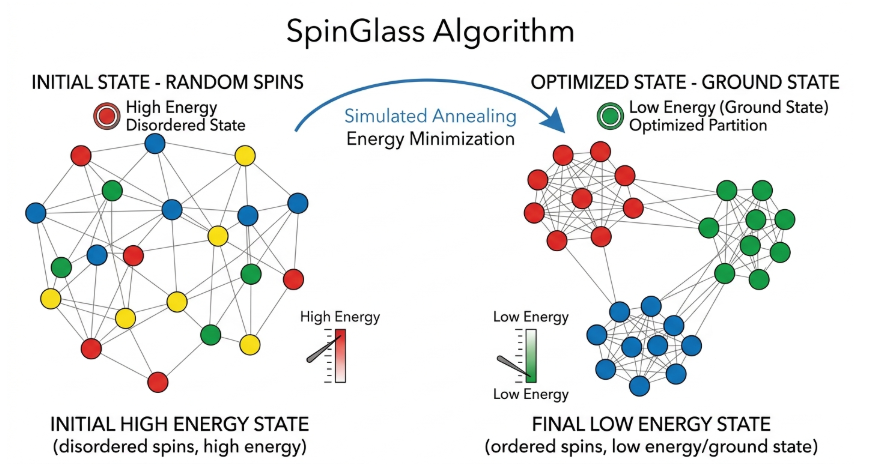 SpinGlass Algorithm
INITIAL STATE - RANDOM SPINS
High Energy
Disordered State
Simulated Annealing
Energy Minimization
OPTIMIZED STATE - GROUND STATE
Low Energy (Ground State)
Optimized Partition
High Energy
Low Energy
Low Energy
INITIAL HIGH ENERGY STATE
(disordered spins, high energy)
FINAL LOW ENERGY STATE
(ordered spins, low energy/ground state)